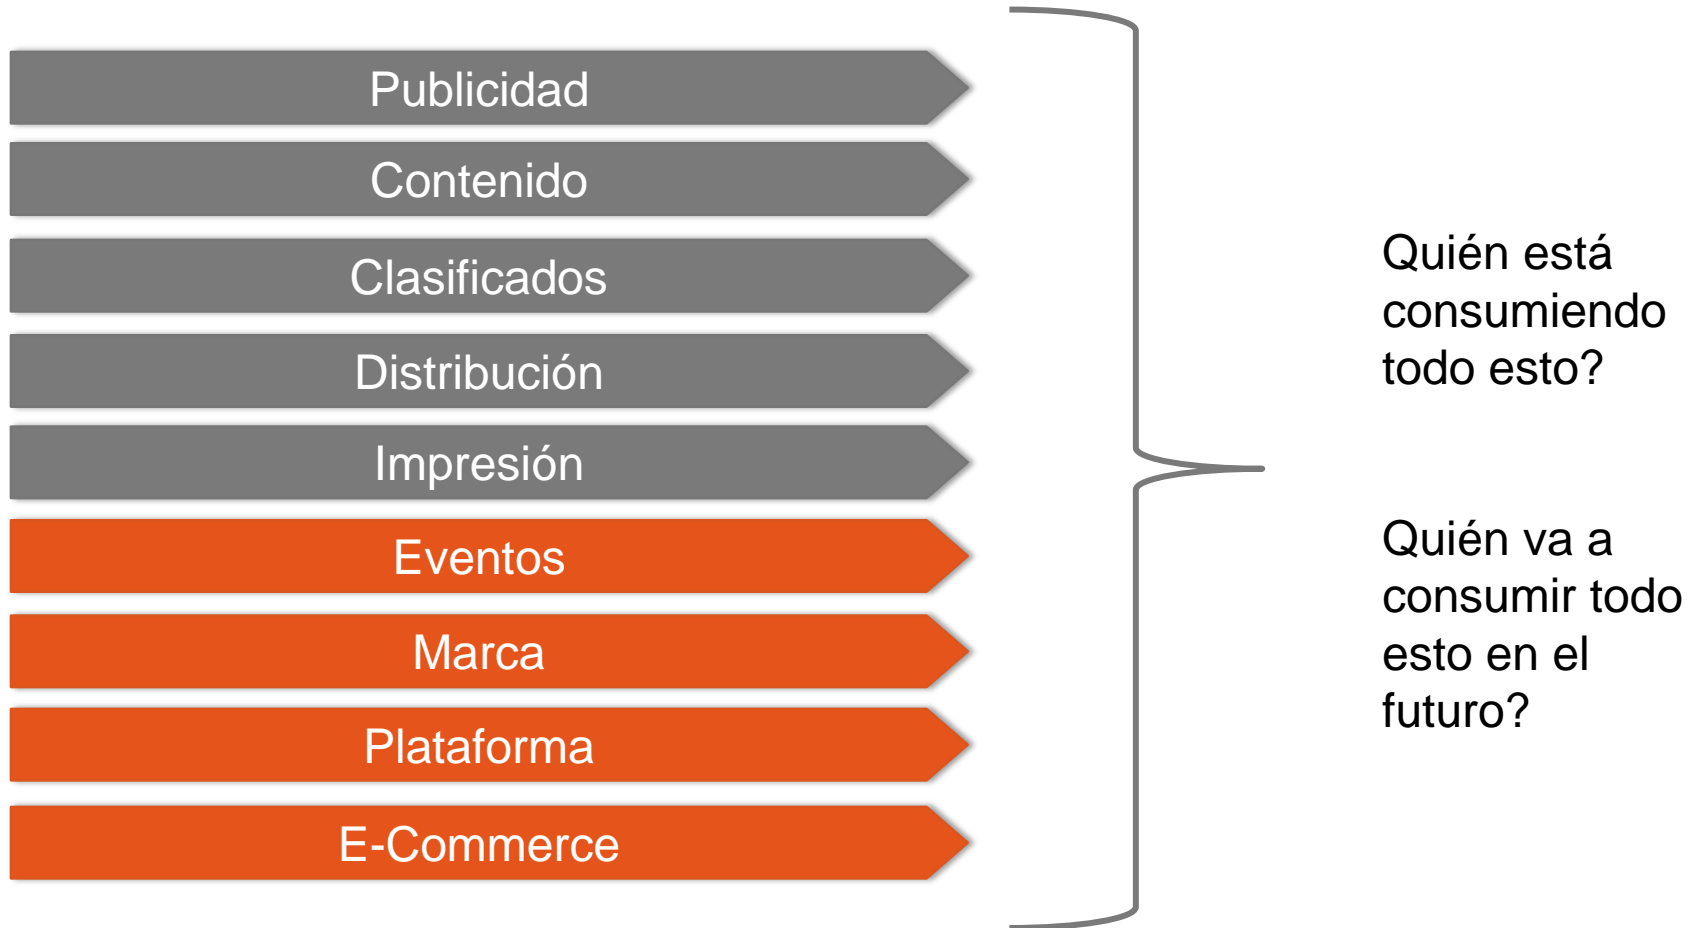 Publicidad
Contenido
Clasificados
Distribución
Impresión
Eventos
Marca
Plataforma
E-Commerce
Quién está
consumiendo
todo esto?
Quién va a
consumir todo
esto en el
futuro?